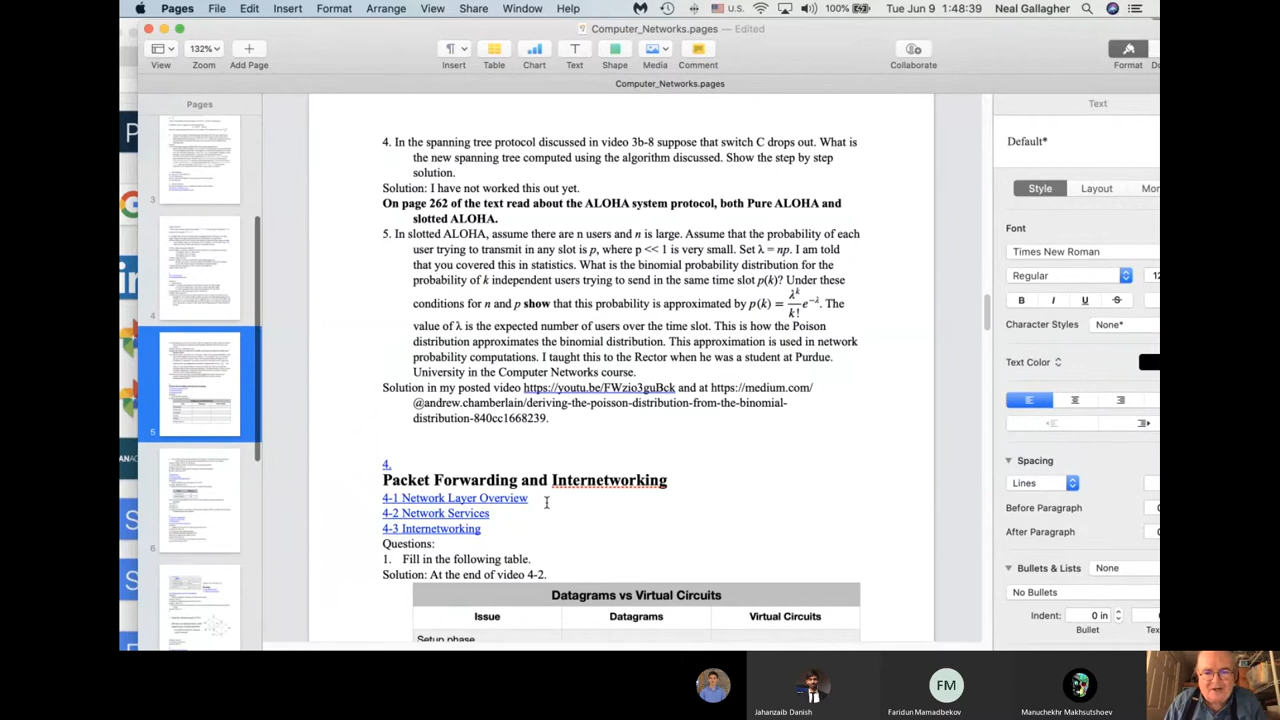 Pages File Edit Insert Format Arrange View Share Window Help U.S. 100% Tue Jun 9 1:48:39 Neal Gallagher
Computer_Networks.pages — Edited
132%
View Zoom Add Page Insert Table Chart Text Shape Media Comment Collaborate Format
Computer_Networks.pages
Pages
3
4
5
6
4. In the spanning tree protocol discussed in video 3b-8 suppose that switch C drops out. What is
the new spanning tree computed using the algorithm discussed. Show the step by step
solution.
Solution: I have not worked this out yet.
On page 262 of the text read about the ALOHA system protocol, both Pure ALOHA and
slotted ALOHA.
5. In slotted ALOHA, assume there are n users and n is large. Assume that the probability of each
user trying to transmit in any slot is p, where p << 1 is very small. Set λ = np. I am told
that you covered this in statistics. What is the binomial probability distribution for the
probability of k independent users trying to send in the same time slot p(k)? Under these
conditions for n and p show that this probability is approximated by p(k) = λ^k/k! e^−λ. The
value of λ is the expected number of users over the time slot. This is how the Poison
distribution approximates the binomial distribution. This approximation is used in network
probability computations. I taught this to Recep when he was a student at Purdue.
University in the Computer Networks course.
Solution in my posted video https://youtu.be/FWzio3guBck and at https://medium.com/
@andrew.chamberlain/deriving-the-poisson-distribution-from-the-binomial-
distribution-840cc1668239.
4.
Packet Forwarding and Internetworking
4-1 Network Layer Overview
4-2 Network Services
4-3 Internetworking
Questions:
1. Fill in the following table.
Solution: At the end of video 4-2.
Datagrams vs Virtual Circuits
Issue Datagrams Virtual Circuits
Setup phase
Text
Default*
Style Layout
Font
Times New Roman
Regular
B I U S
Character Styles None*
Text Color
Spacing
Lines
Before Paragraph
After Paragraph
Bullets & Lists None
No Bullets
Indent: 0 in
Bullet
Jahanzaib Danish
FM
Faridun Mamadbekov
Manuchekhr Makhsutshoev